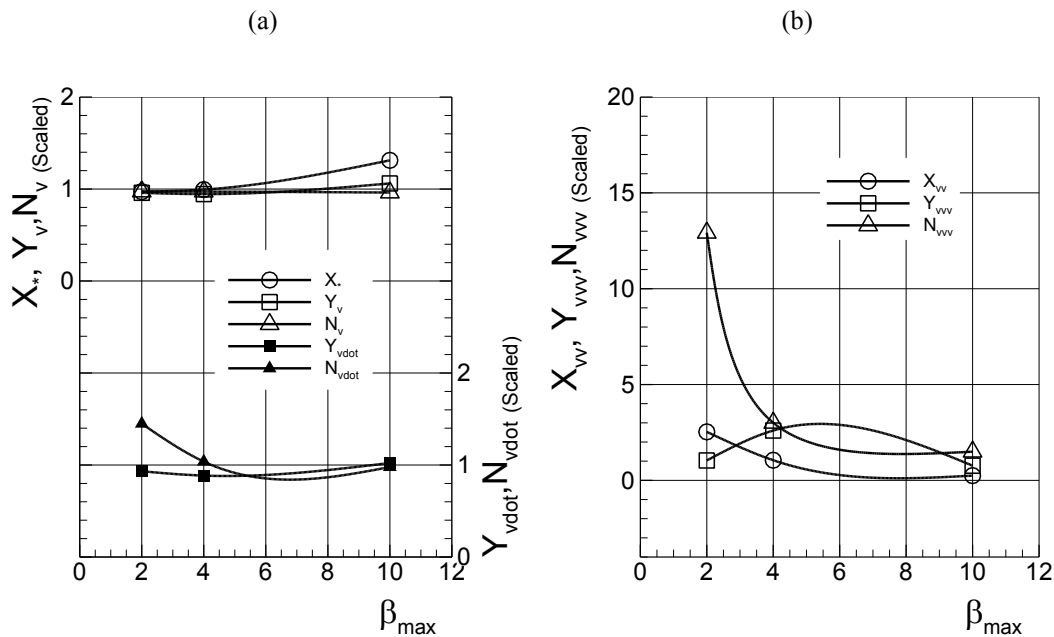 (a)
(b)
X*, Yv,Nv (Scaled)
2
1
0
X*
Yv
Nv
Yvdot
Nvdot
2
1
0
Yvdot,Nvdot (Scaled)
0 2 4 6 8 10 12
βmax
Xvv, Yvvv,Nvvv (Scaled)
20
15
10
5
0
Xvv
Yvvv
Nvvv
0 2 4 6 8 10 12
βmax